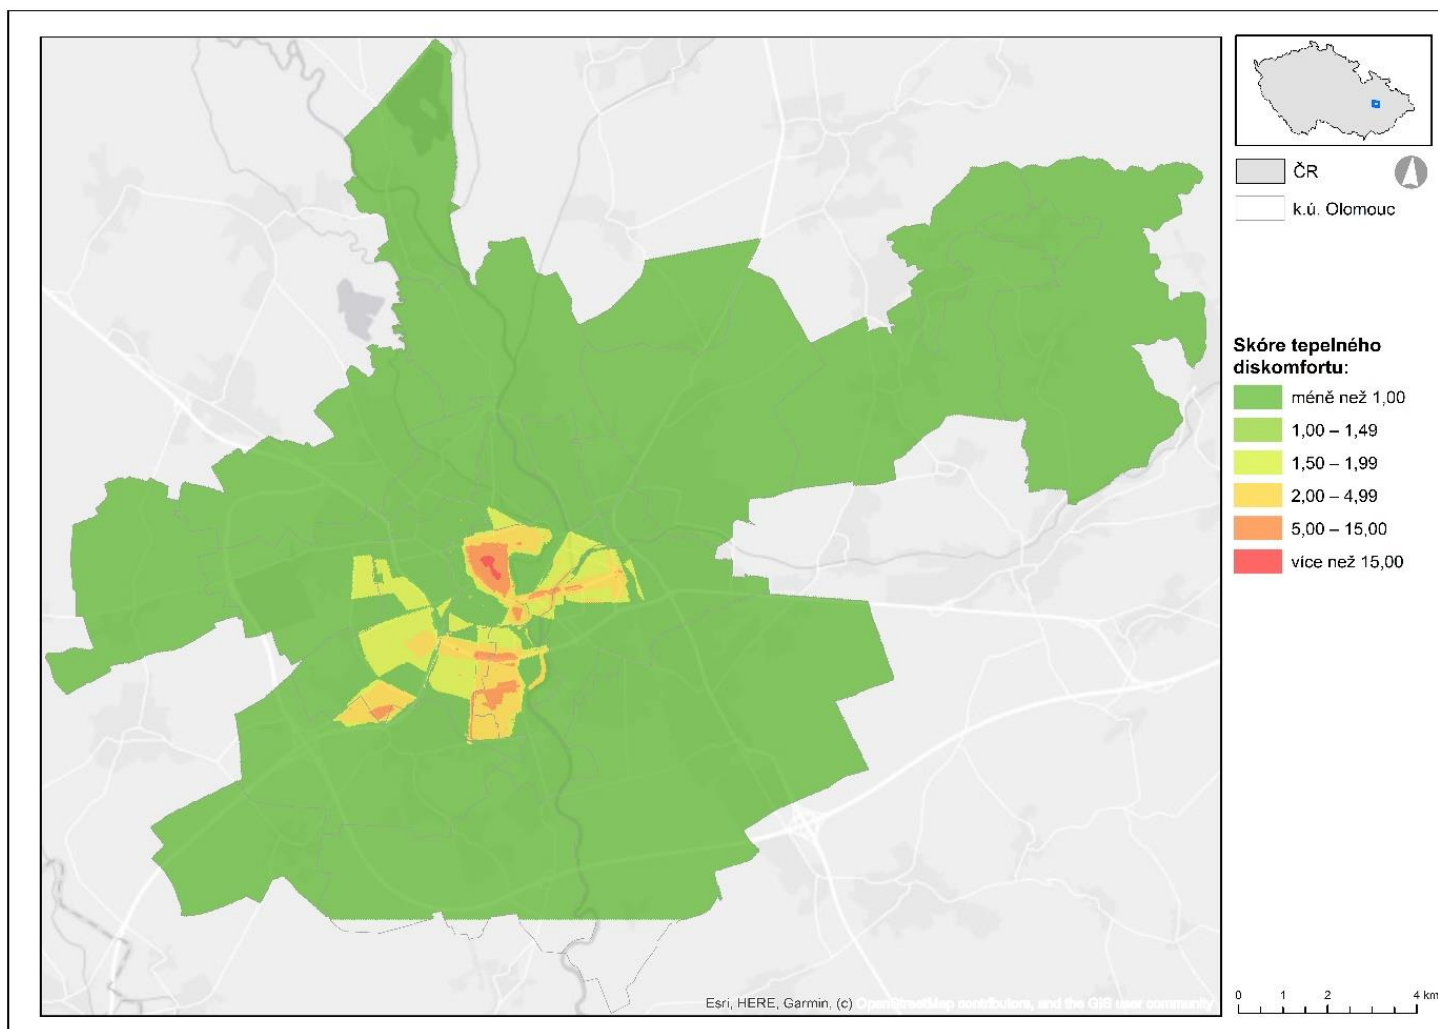 ČR
k.ú. Olomouc
Skóre tepelného
diskomfortu:
méně než 1,00
1,00 – 1,49
1,50 – 1,99
2,00 – 4,99
5,00 – 15,00
více než 15,00
Esri, HERE, Garmin, (c) OpenStreetMap contributors, and the GIS user community
0 1 2 4 km